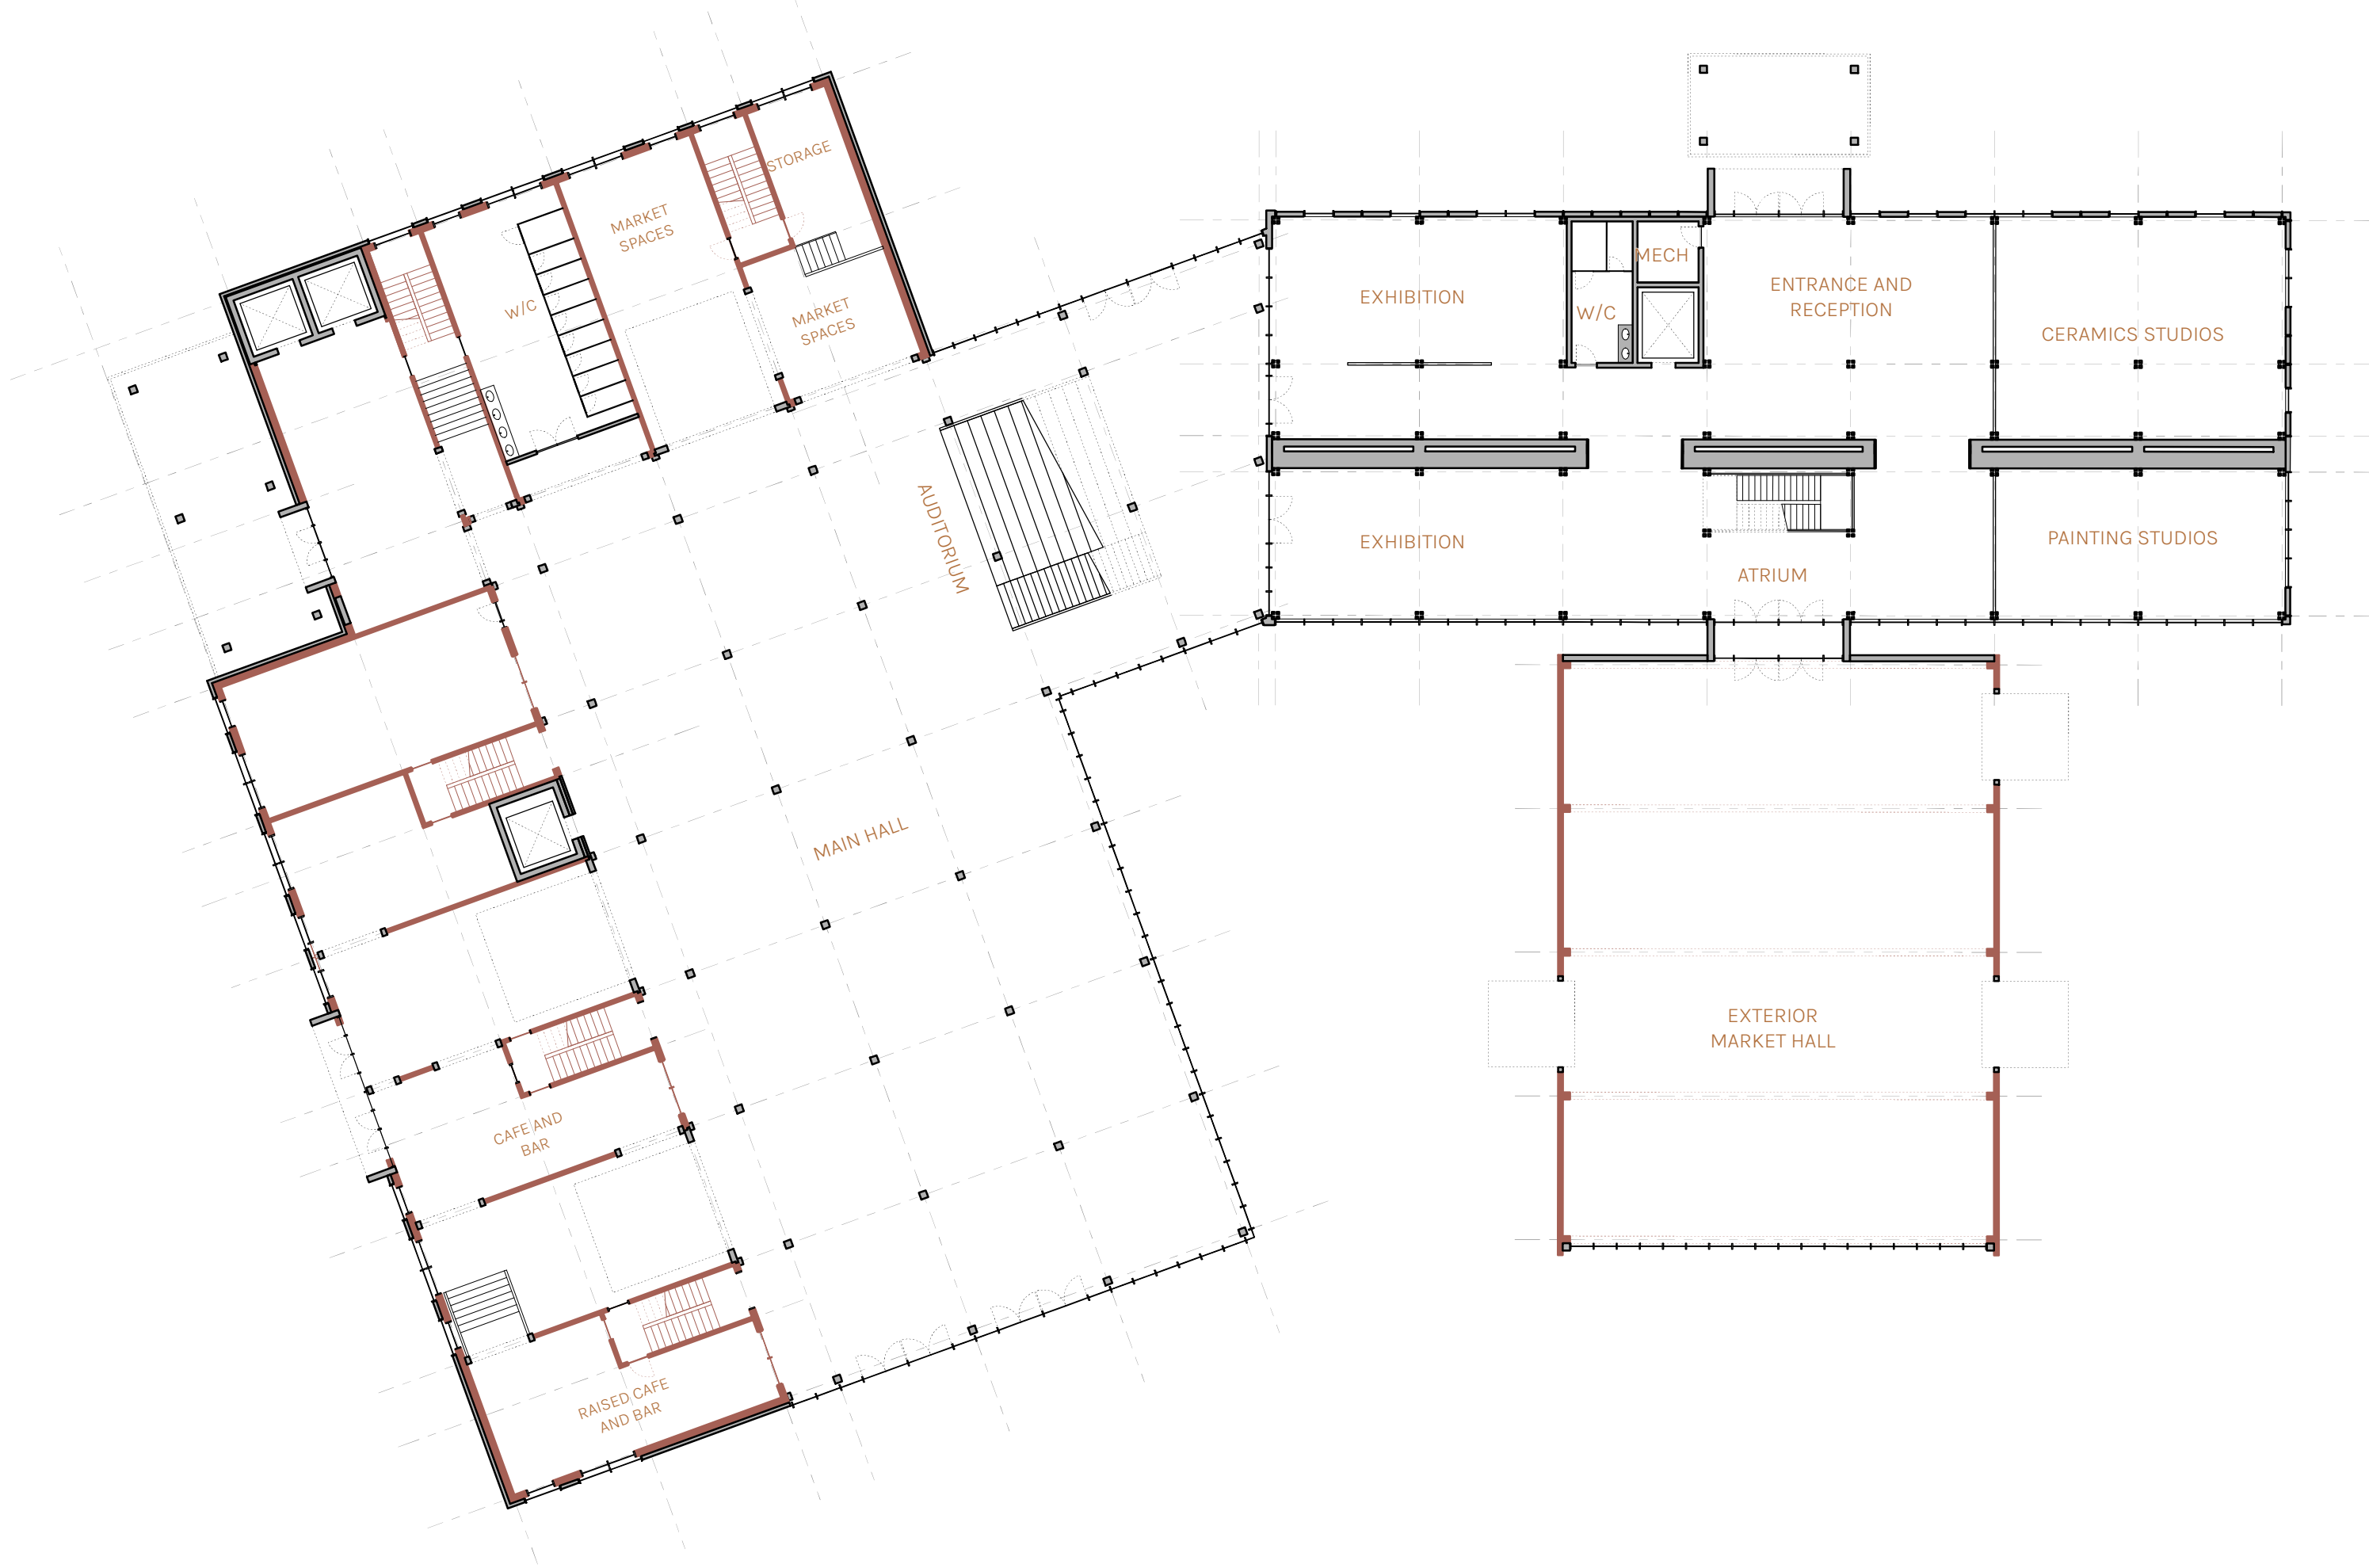 STORAGE
MARKET
SPACES
W/C
MARKET
SPACES
AUDITORIUM
MAIN HALL
CAFE AND
BAR
RAISED CAFE
AND BAR
EXHIBITION
MECH
W/C
ENTRANCE AND
RECEPTION
CERAMICS STUDIOS
EXHIBITION
ATRIUM
PAINTING STUDIOS
EXTERIOR
MARKET HALL